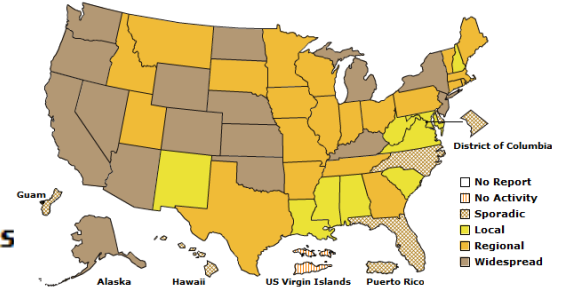 District of Columbia
No Report
Guam
No Activity
Sporadic
s
Local
Regional
Alaska
Hawaii
US Virgin Islands
Puerto Rico
Widespread